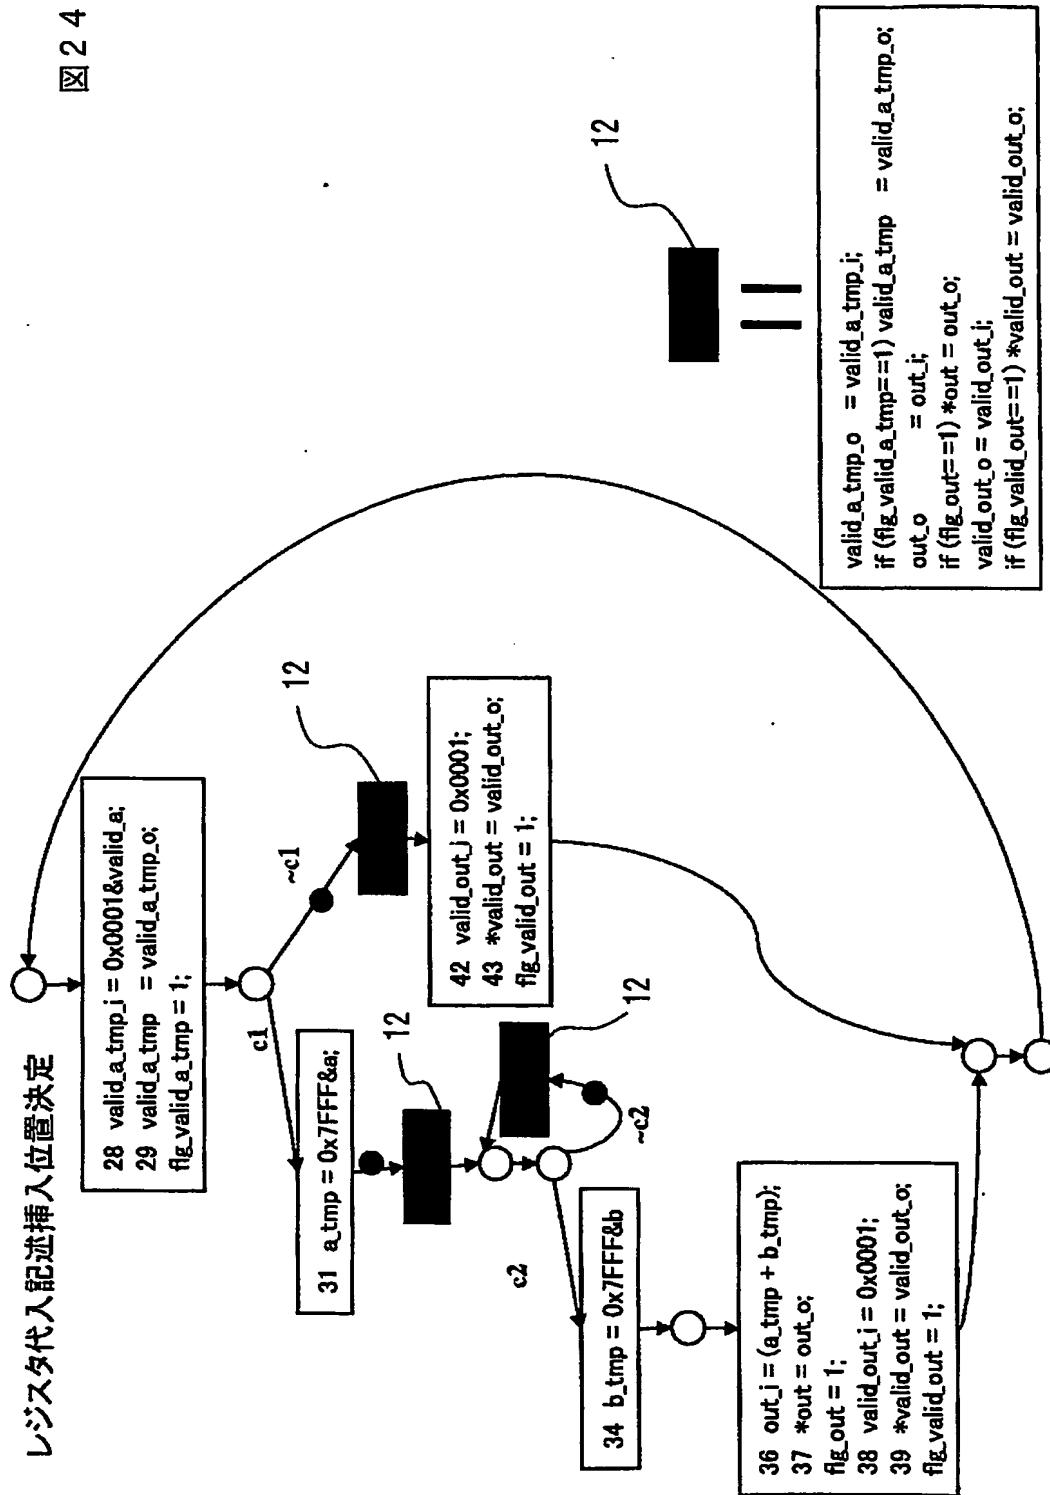 図24
レジスタ代入記述挿入位置決定
28 valid_a_tmp_i = 0x0001&valid_a;
29 valid_a_tmp = valid_a_tmp_o;
flg_valid_a_tmp = 1;
c1
~c1
12
31 a_tmp = 0x7FFF&a;
12
42 valid_out_i = 0x0001;
43 *valid_out = valid_out_o;
flg_valid_out = 1;
12
c2
~c2
34 b_tmp = 0x7FFF&b
36 out_i = (a_tmp + b_tmp);
37 *out = out_o;
flg_out = 1;
38 valid_out_i = 0x0001;
39 *valid_out = valid_out_o;
flg_valid_out = 1;
12
valid_a_tmp_o = valid_a_tmp_i;
if (flg_valid_a_tmp==1) valid_a_tmp = valid_a_tmp_o;
out_o = out_i;
if (flg_out==1) *out = out_o;
valid_out_o = valid_out_i;
if (flg_valid_out==1) *valid_out = valid_out_o;